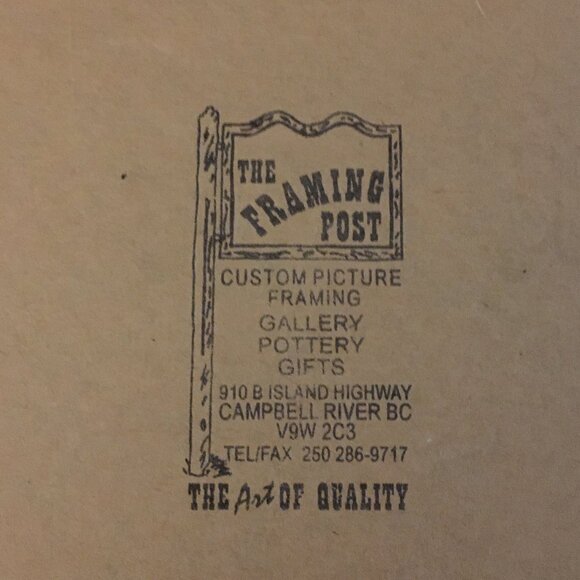 THE
FRAMING
POST
CUSTOM PICTURE
FRAMING
GALLERY
POTTERY
GIFTS
910 B ISLAND HIGHWAY
CAMPBELL RIVER BC
V9W 2C3
TEL/FAX 250 286-9717
THE Art OF QUALITY